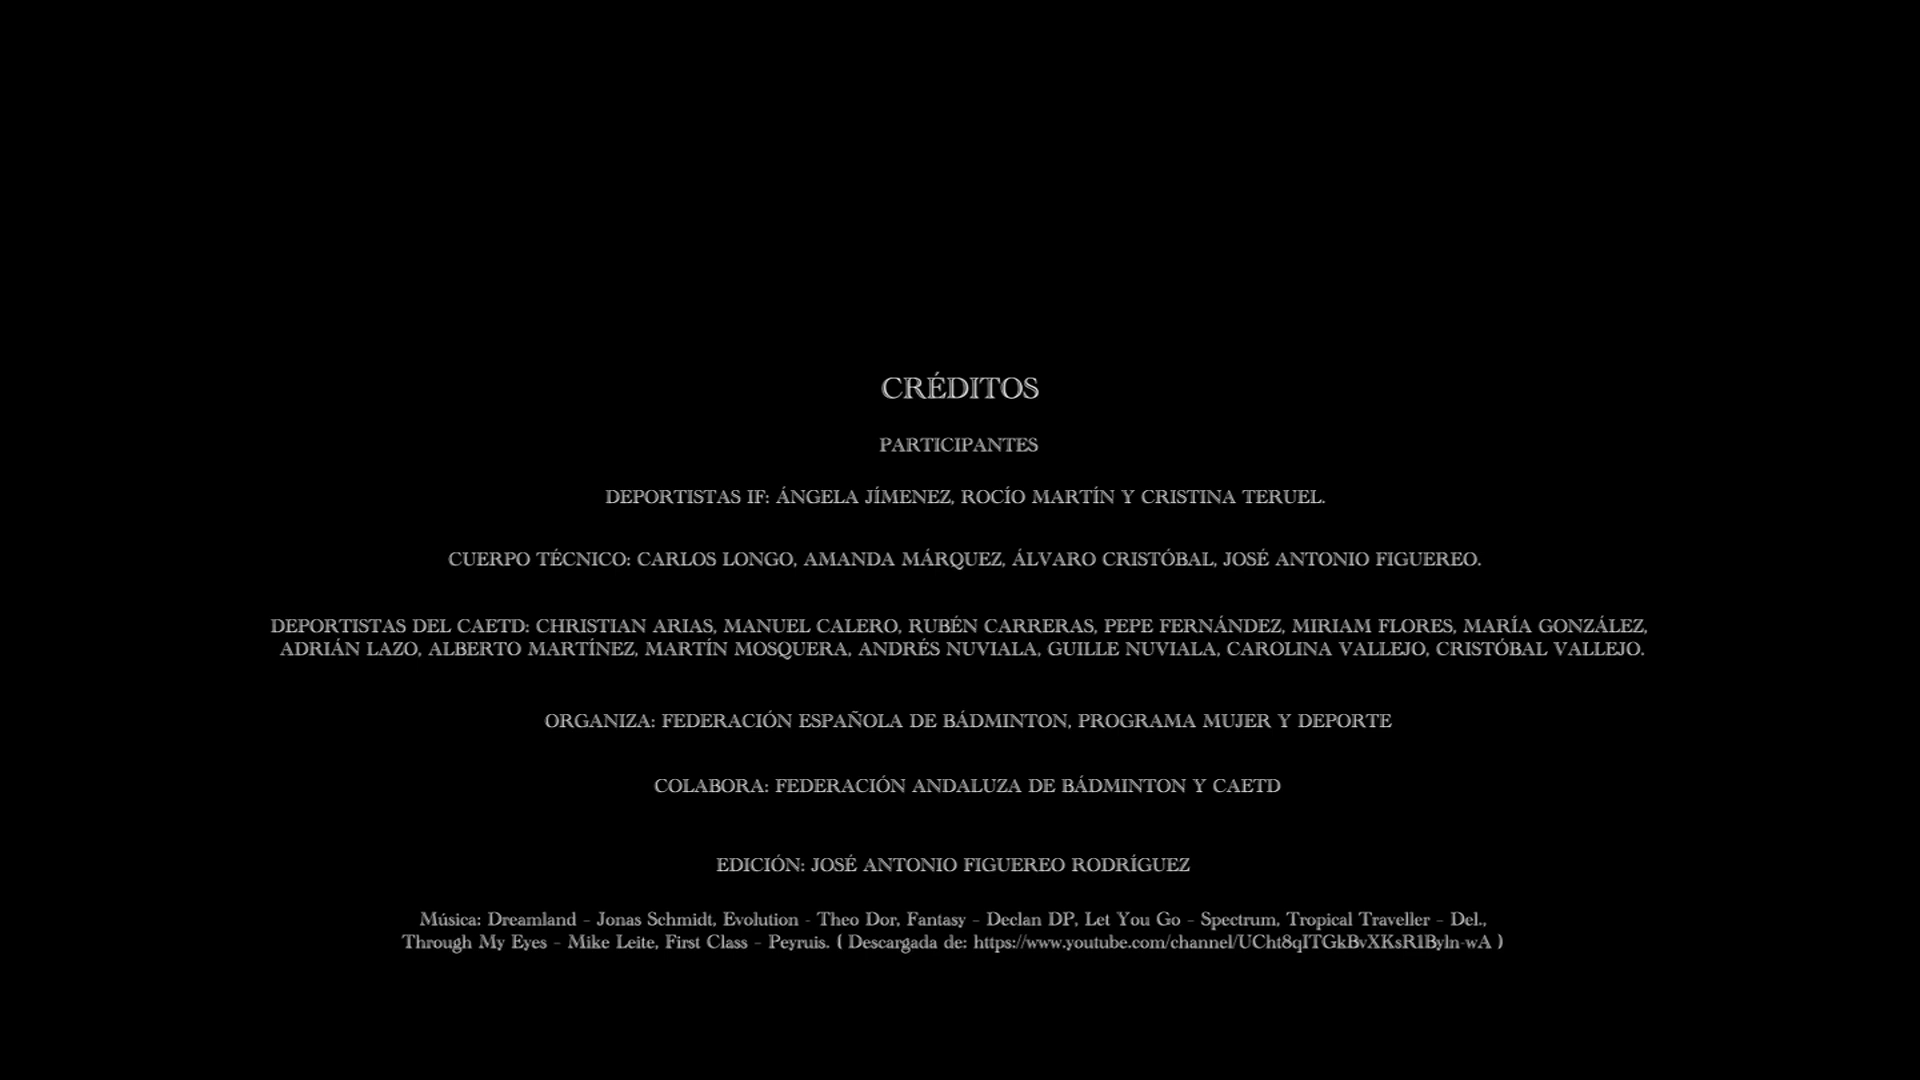 CRÉDITOS
PARTICIPANTES
DEPORTISTAS IF: ÁNGELA JÍMENEZ, ROCÍO MARTÍN Y CRISTINA TERUEL.
CUERPO TÉCNICO: CARLOS LONGO, AMANDA MÁRQUEZ, ÁLVARO CRISTÓBAL, JOSÉ ANTONIO FIGUEREO.
DEPORTISTAS DEL CAETD: CHRISTIAN ARIAS, MANUEL CALERO, RUBÉN CARRERAS, PEPE FERNÁNDEZ, MIRIAM FLORES, MARÍA GONZÁLEZ,
ADRIÁN LAZO, ALBERTO MARTÍNEZ, MARTÍN MOSQUERA, ANDRÉS NUVIALA, GUILLE NUVIALA, CAROLINA VALLEJO, CRISTÓBAL VALLEJO.
ORGANIZA: FEDERACIÓN ESPAÑOLA DE BÁDMINTON, PROGRAMA MUJER Y DEPORTE
COLABORA: FEDERACIÓN ANDALUZA DE BÁDMINTON Y CAETD
EDICIÓN: JOSÉ ANTONIO FIGUEREO RODRÍGUEZ
Música: Dreamland – Jonas Schmidt, Evolution - Theo Dor, Fantasy – Declan DP, Let You Go – Spectrum, Tropical Traveller – Del.,
Through My Eyes – Mike Leite, First Class – Peyruis. ( Descargada de: https://www.youtube.com/channel/UCht8qITGkBvXKsR1Byln-wA )